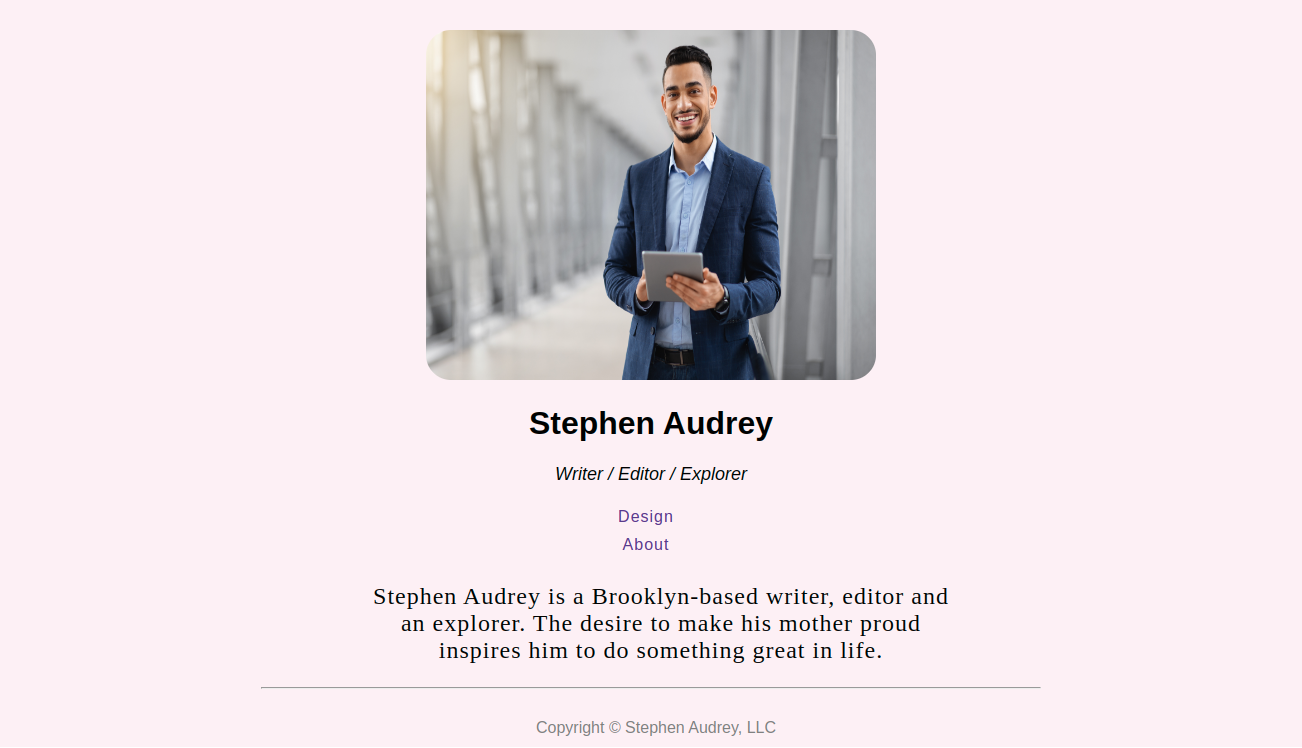 Stephen Audrey
Writer / Editor / Explorer
Design
About
Stephen Audrey is a Brooklyn-based writer, editor and
an explorer. The desire to make his mother proud
inspires him to do something great in life.
Copyright © Stephen Audrey, LLC